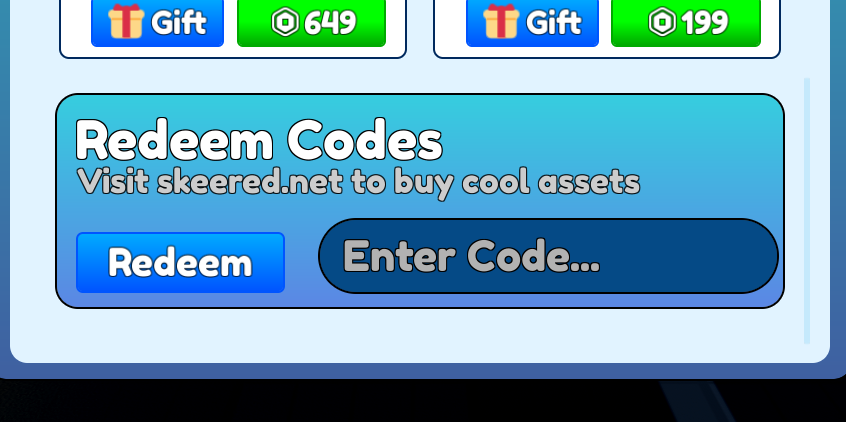 Gift 649 Gift 199
Redeem Codes
Visit skeered.net to buy cool assets
Redeem Enter Code...